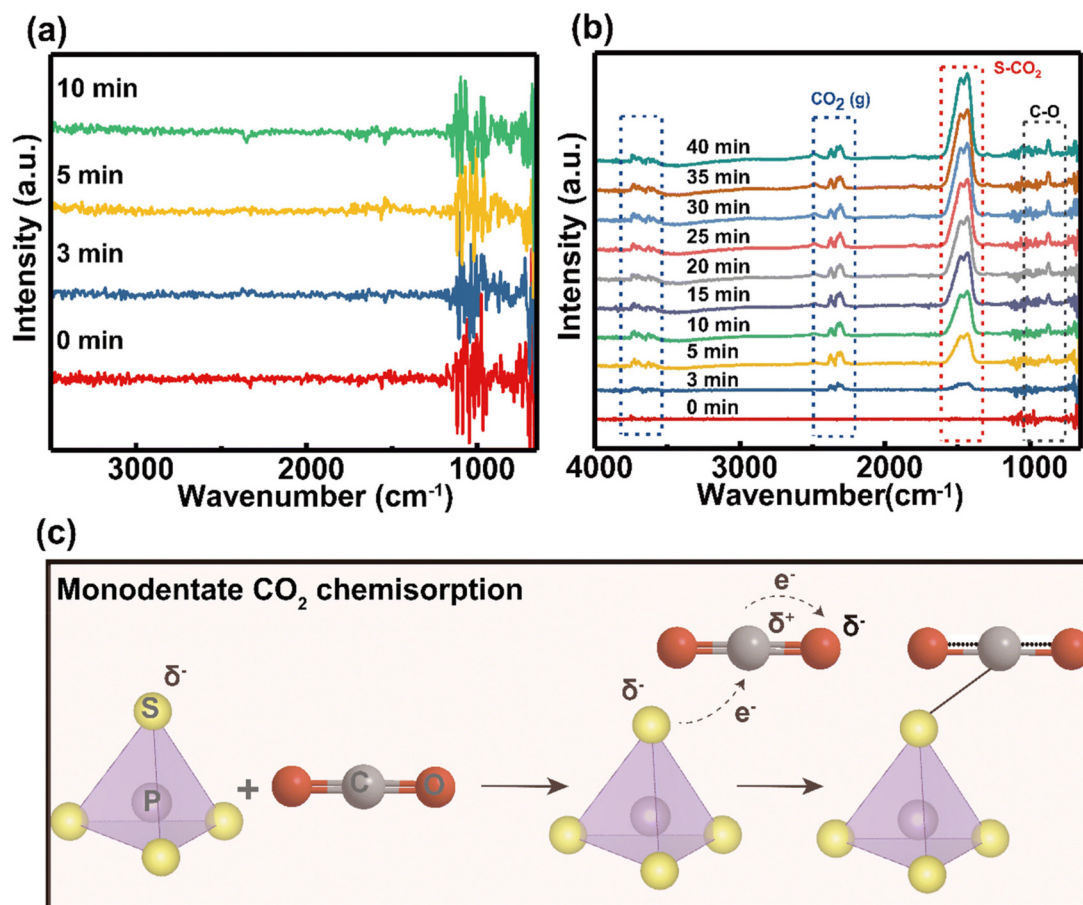 (a)
10 min
5 min
3 min
0 min
Intensity (a.u.)
3000 2000 1000
Wavenumber (cm⁻¹)
(b)
S-CO₂
CO₂ (g)
C-O
40 min
35 min
30 min
25 min
20 min
15 min
10 min
5 min
3 min
0 min
Intensity (a.u.)
4000 3000 2000 1000
Wavenumber(cm⁻¹)
(c)
Monodentate CO₂ chemisorption
e⁻
δ⁺ δ⁻
δ⁻ δ⁻
S e⁻
P + C O